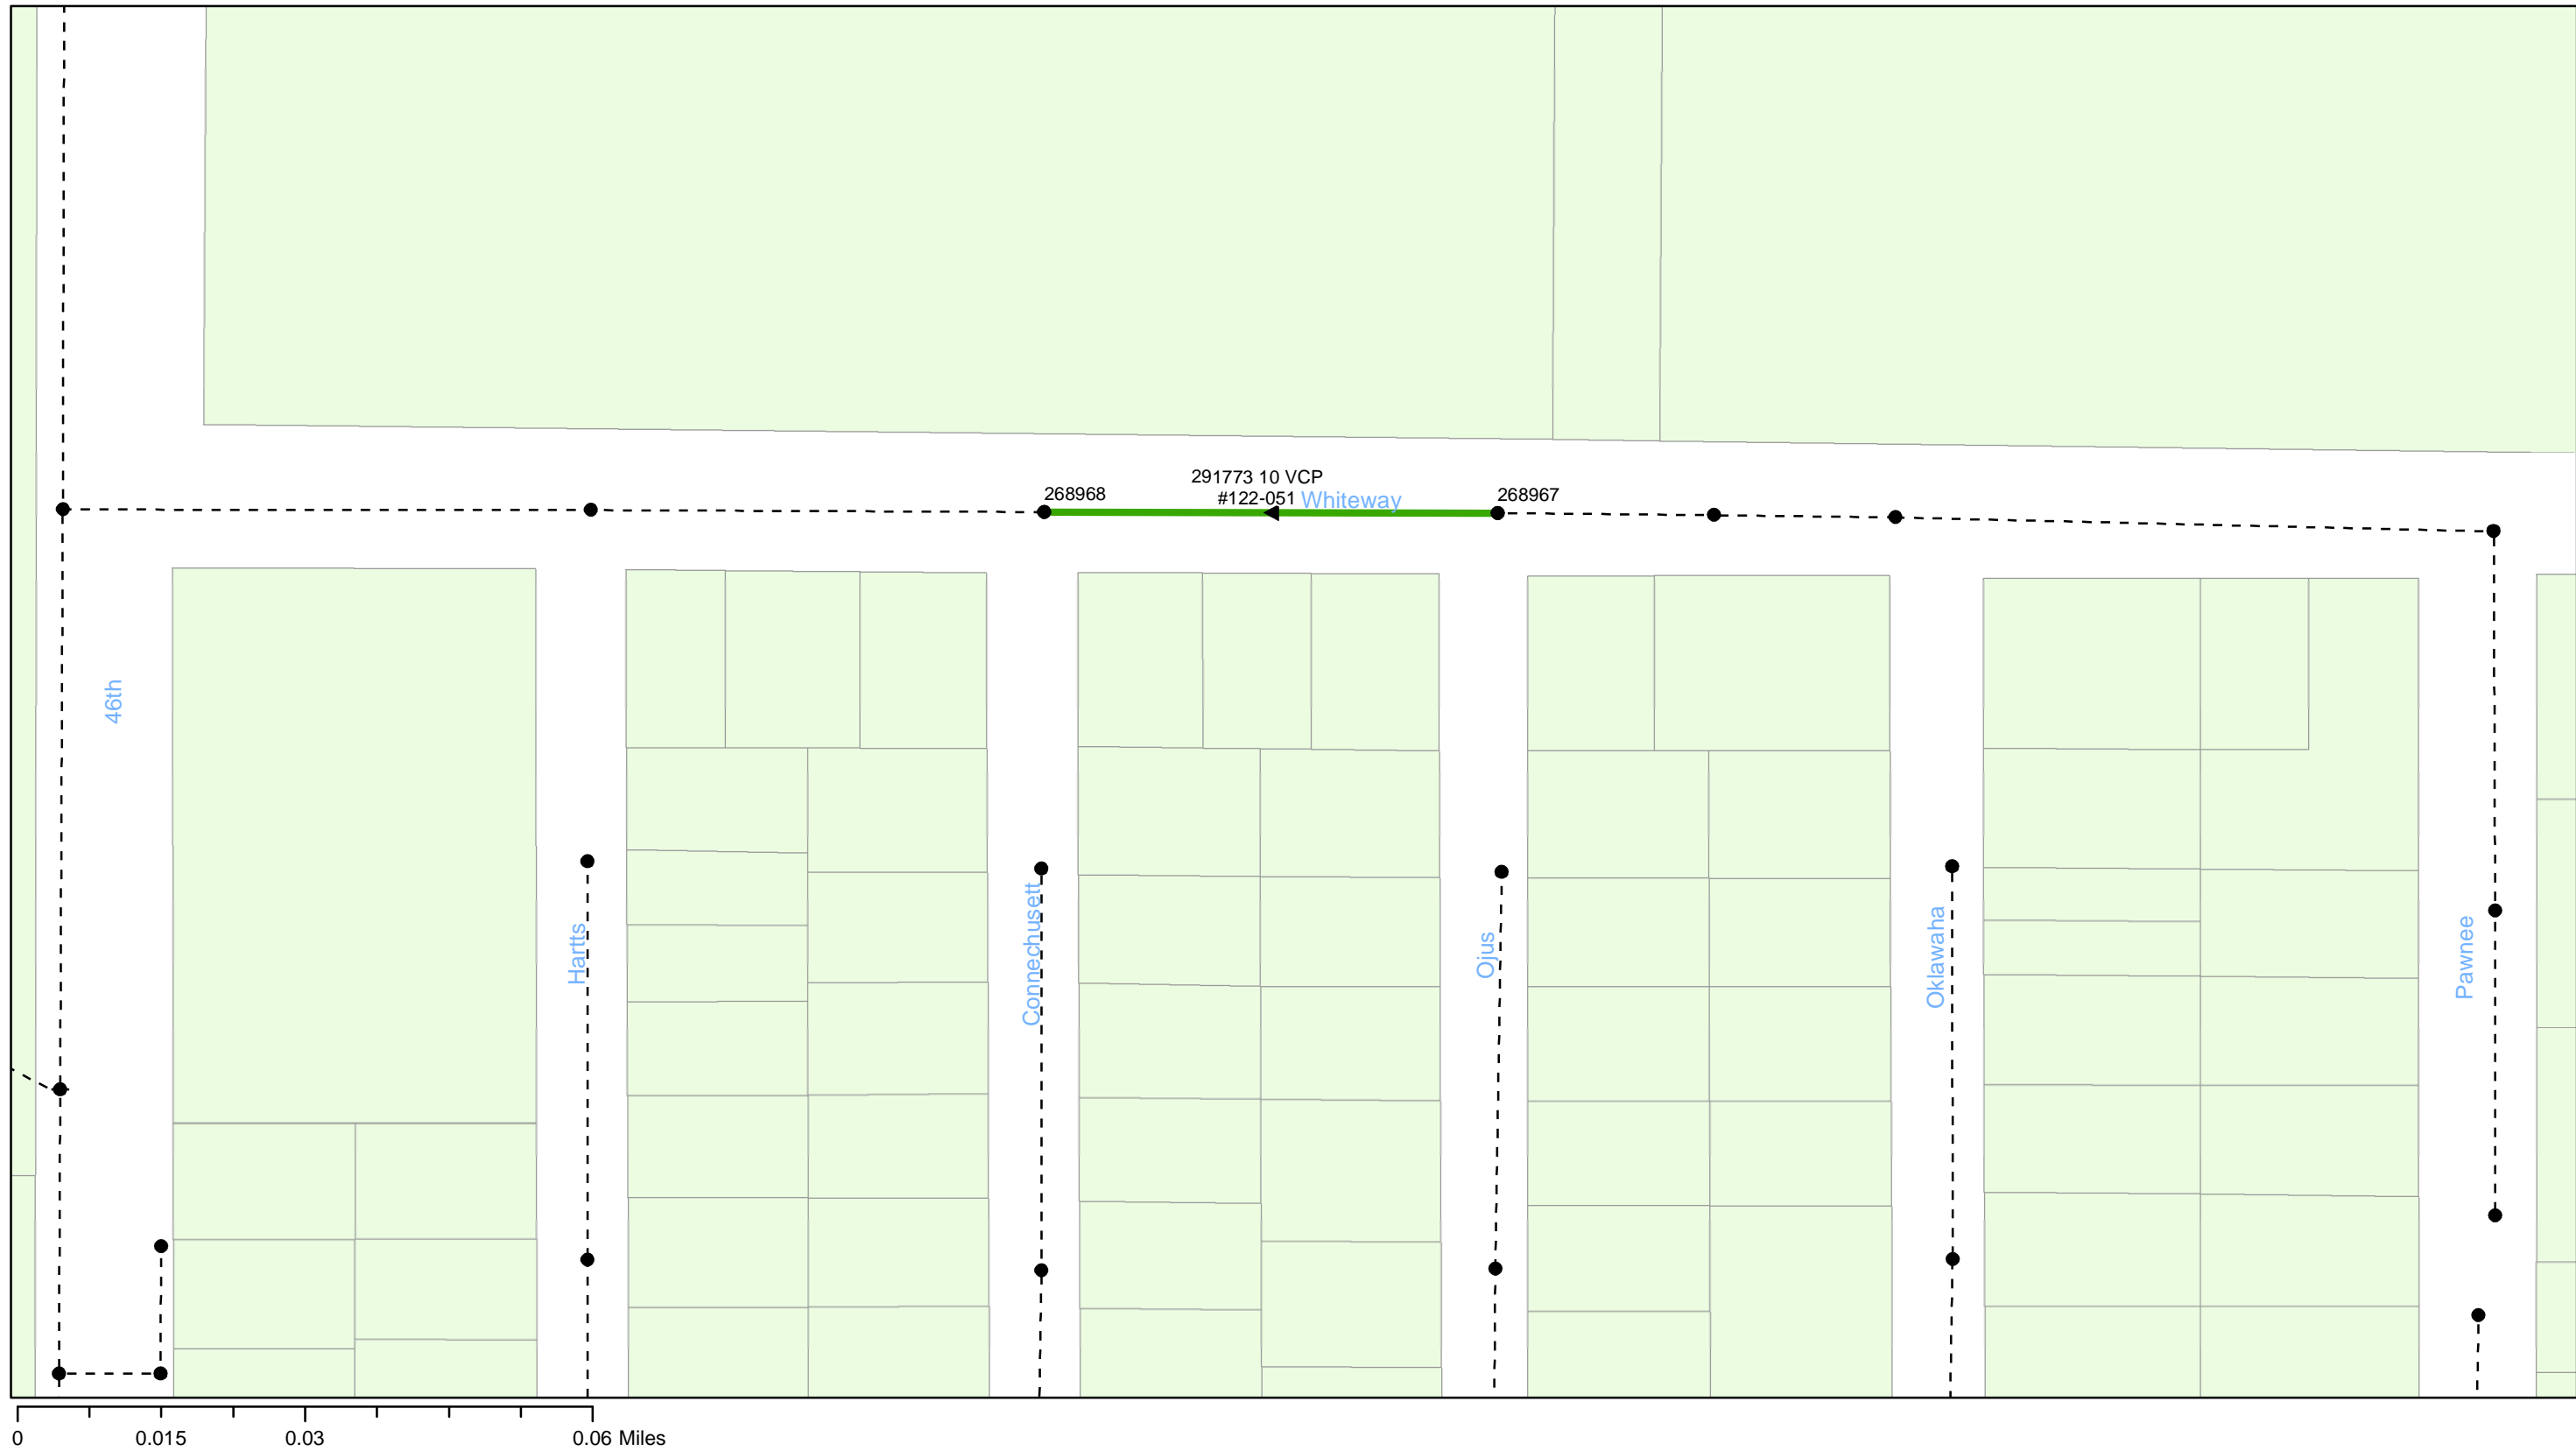 291773 10 VCP
268968
#122-051
Whiteway
268967
46th
Hartts
Connechusett
Ojus
Oklawaha
Pawnee
0 0.015 0.03 0.06 Miles